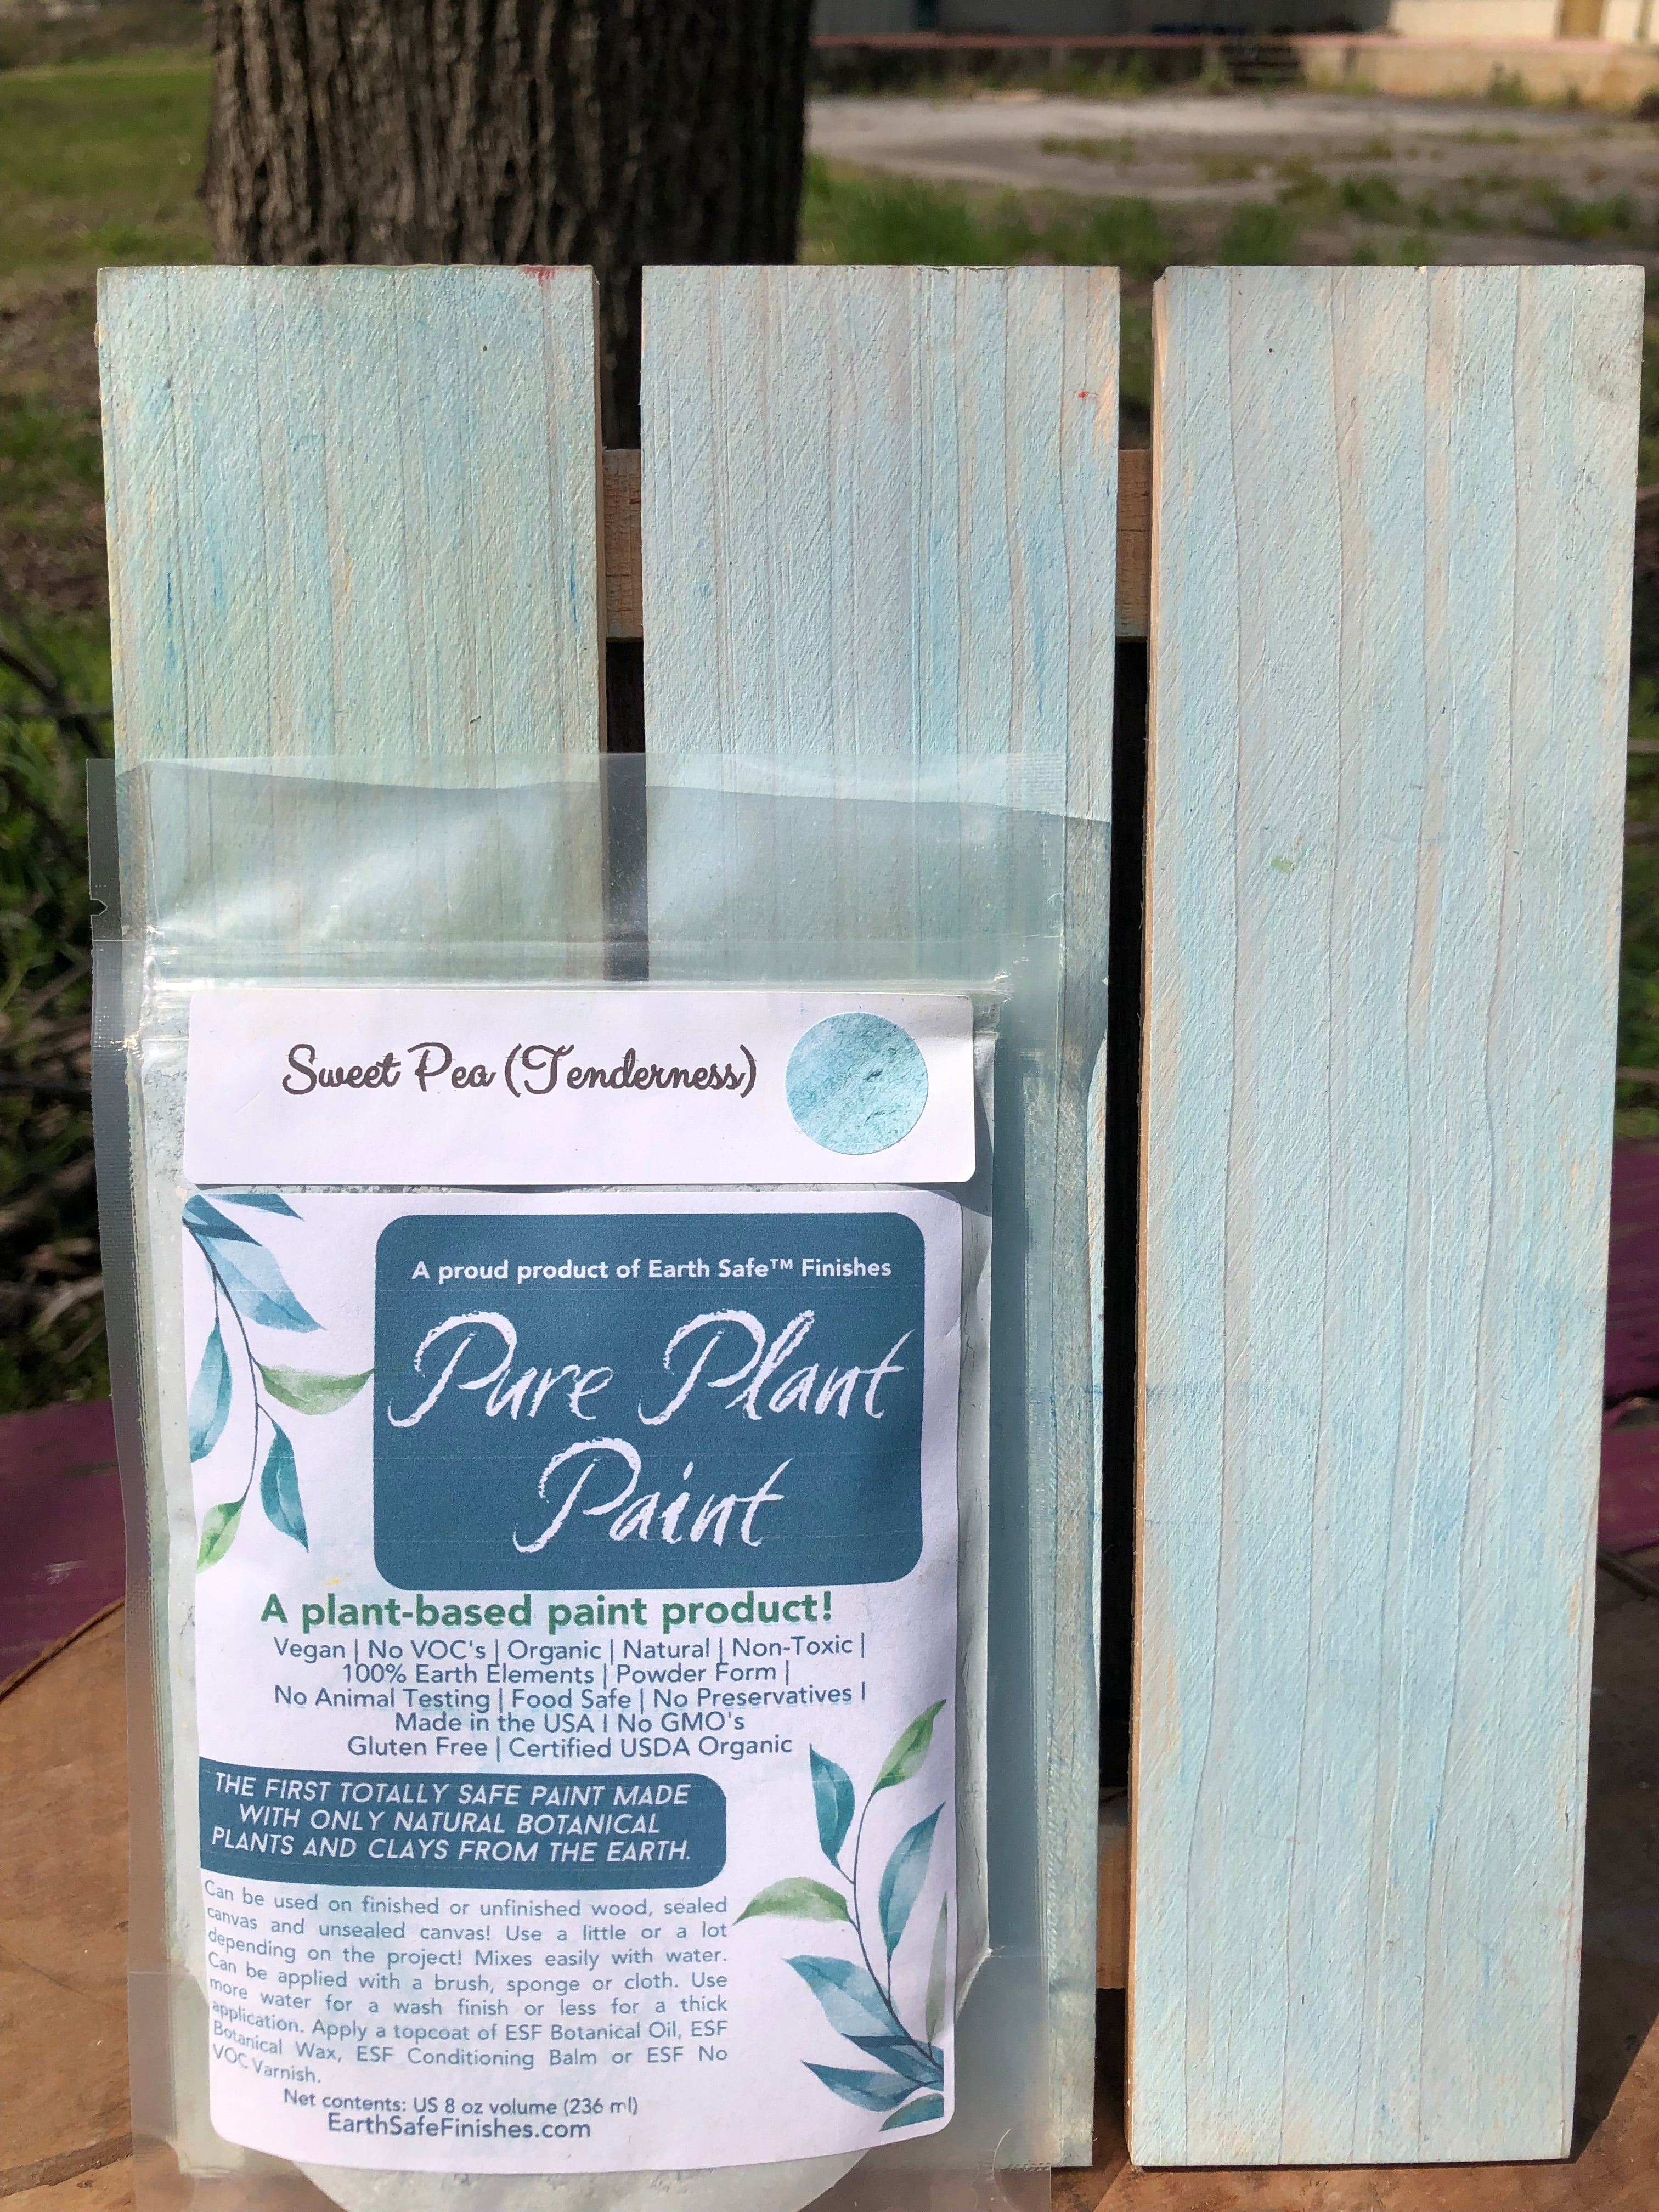 Sweet Pea (Tenderness)
A proud product of Earth Safe™ Finishes
Pure Plant
Paint
A plant-based paint product!
Vegan | No VOC's | Organic | Natural | Non-Toxic |
100% Earth Elements | Powder Form |
No Animal Testing | Food Safe | No Preservatives |
Made in the USA | No GMO's
Gluten Free | Certified USDA Organic
THE FIRST TOTALLY SAFE PAINT MADE
WITH ONLY NATURAL BOTANICAL
PLANTS AND CLAYS FROM THE EARTH.
Can be used on finished or unfinished wood, sealed
canvas and unsealed canvas! Use a little or a lot
depending on the project! Mixes easily with water.
Can be applied with a brush, sponge or cloth. Use
more water for a wash finish or less for a thick
application. Apply a topcoat of ESF Botanical Oil, ESF
Botanical Wax, ESF Conditioning Balm or ESF No
VOC Varnish.
Net contents: US 8 oz volume (236 ml)
EarthSafeFinishes.com